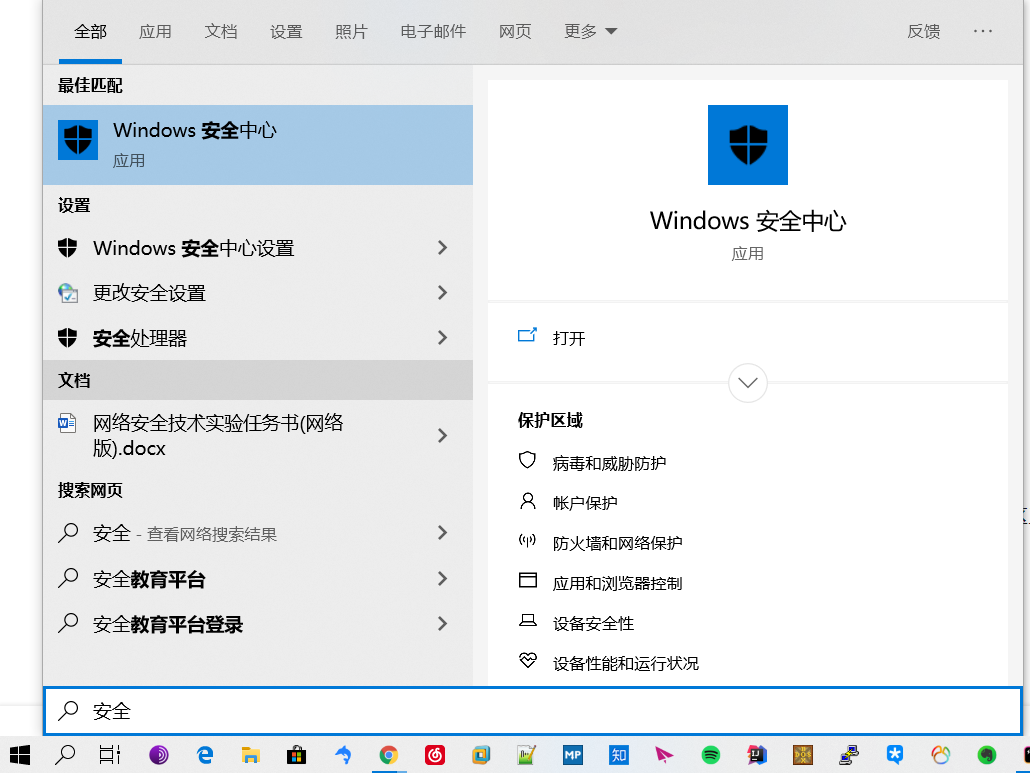 全部 应用 文档 设置 照片 电子邮件 网页 更多 反馈 ···
最佳匹配
Windows 安全中心
应用
设置
Windows 安全中心设置
更改安全设置
安全处理器
文档
网络安全技术实验任务书(网络
版).docx
搜索网页
安全 - 查看网络搜索结果
安全教育平台
安全教育平台登录
Windows 安全中心
应用
打开
保护区域
病毒和威胁防护
帐户保护
防火墙和网络保护
应用和浏览器控制
设备安全性
设备性能和运行状况
安全
MP 知